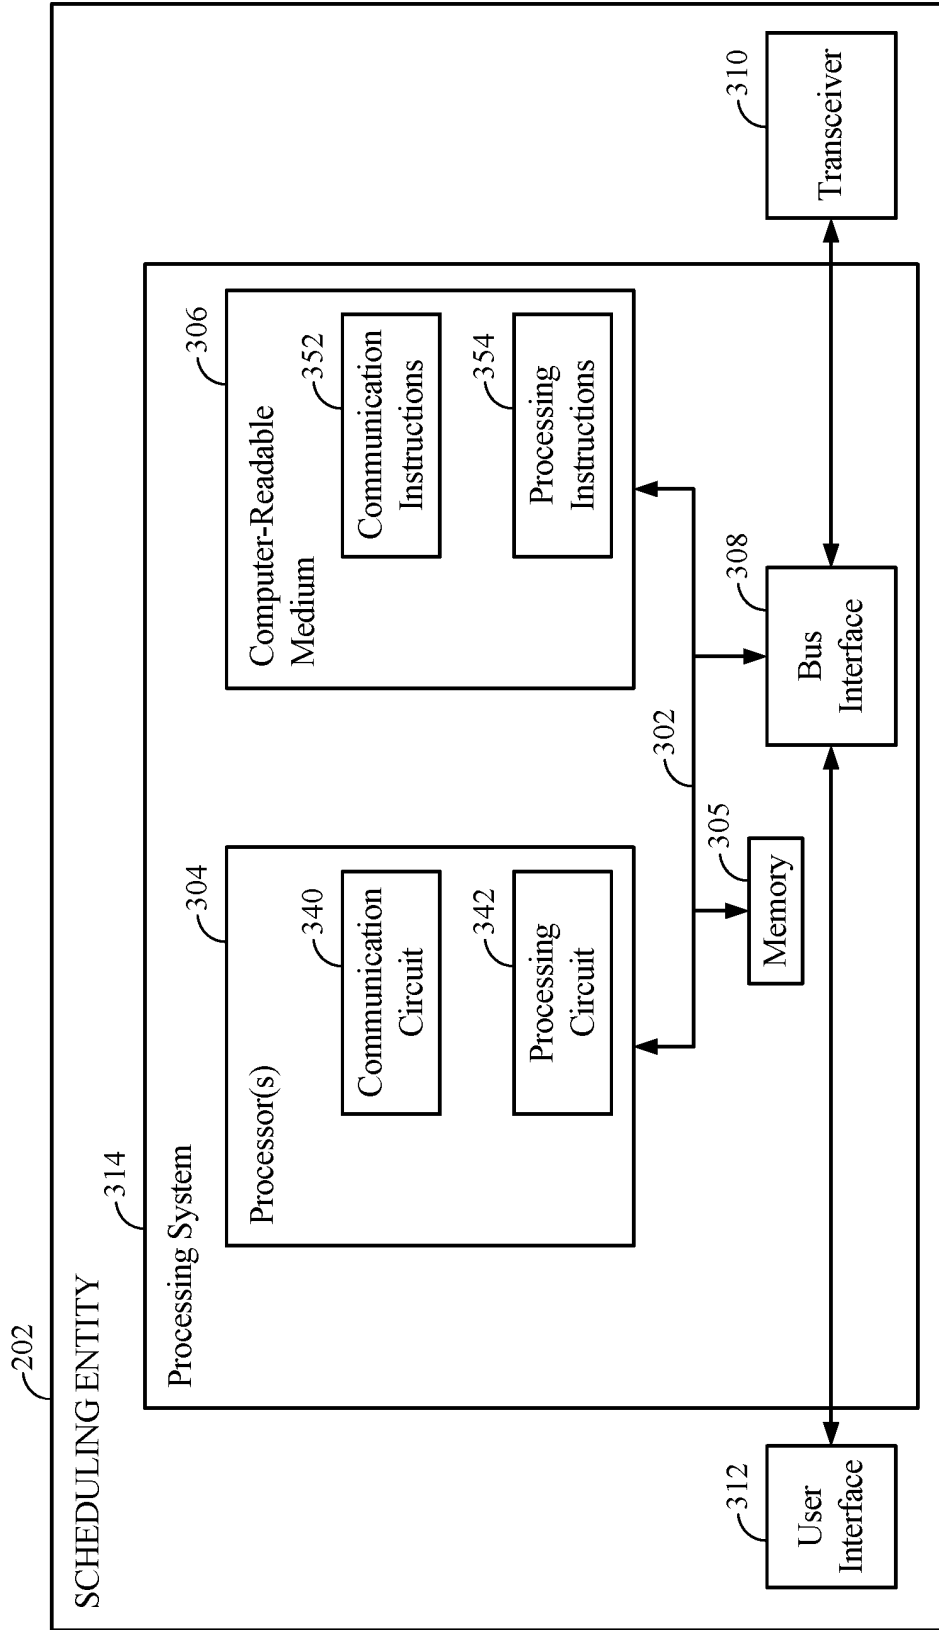 202
SCHEDULING ENTITY
314
Processing System
304
Processor(s)
340
Communication
Circuit
342
Processing
Circuit
306
Computer-Readable
Medium
352
Communication
Instructions
354
Processing
Instructions
302
305
Memory
308
Bus
Interface
312
User
Interface
310
Transceiver